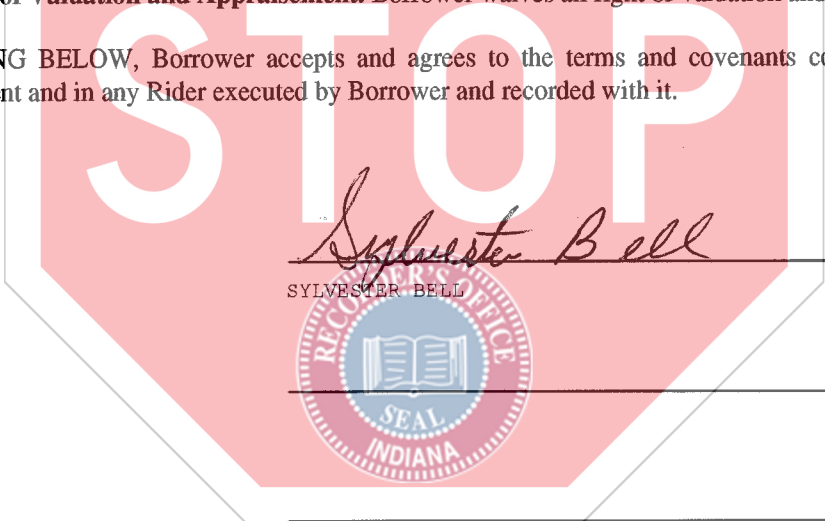 of Valuation and Appraisement. Borrower waives all right of valuation and
NG BELOW, Borrower accepts and agrees to the terms and covenants co
nt and in any Rider executed by Borrower and recorded with it.
STOP
Sylvester Bell
SYLVESTER BELL
RECORDER'S OFFICE
SEAL
INDIANA